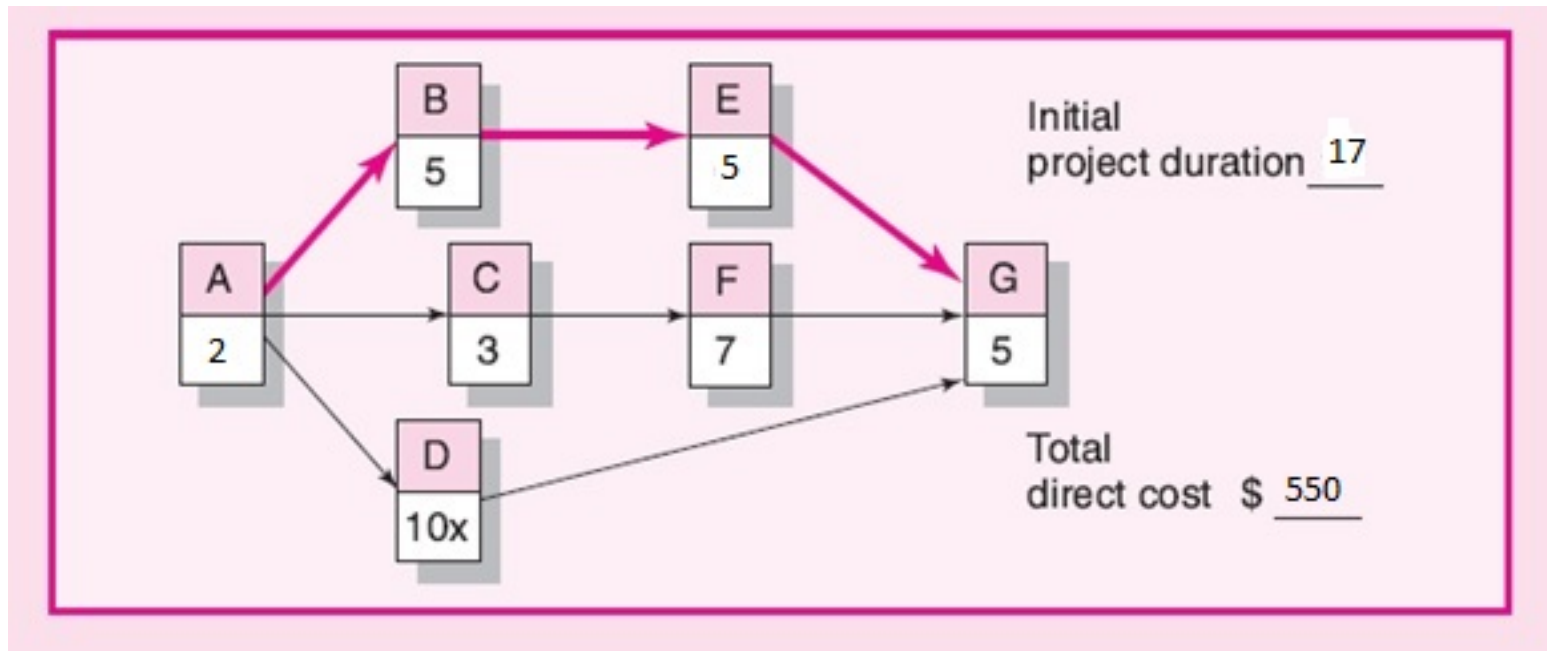 B
5
E
5
Initial
project duration 17
A
2
C
3
F
7
G
5
D
10x
Total
direct cost $ 550